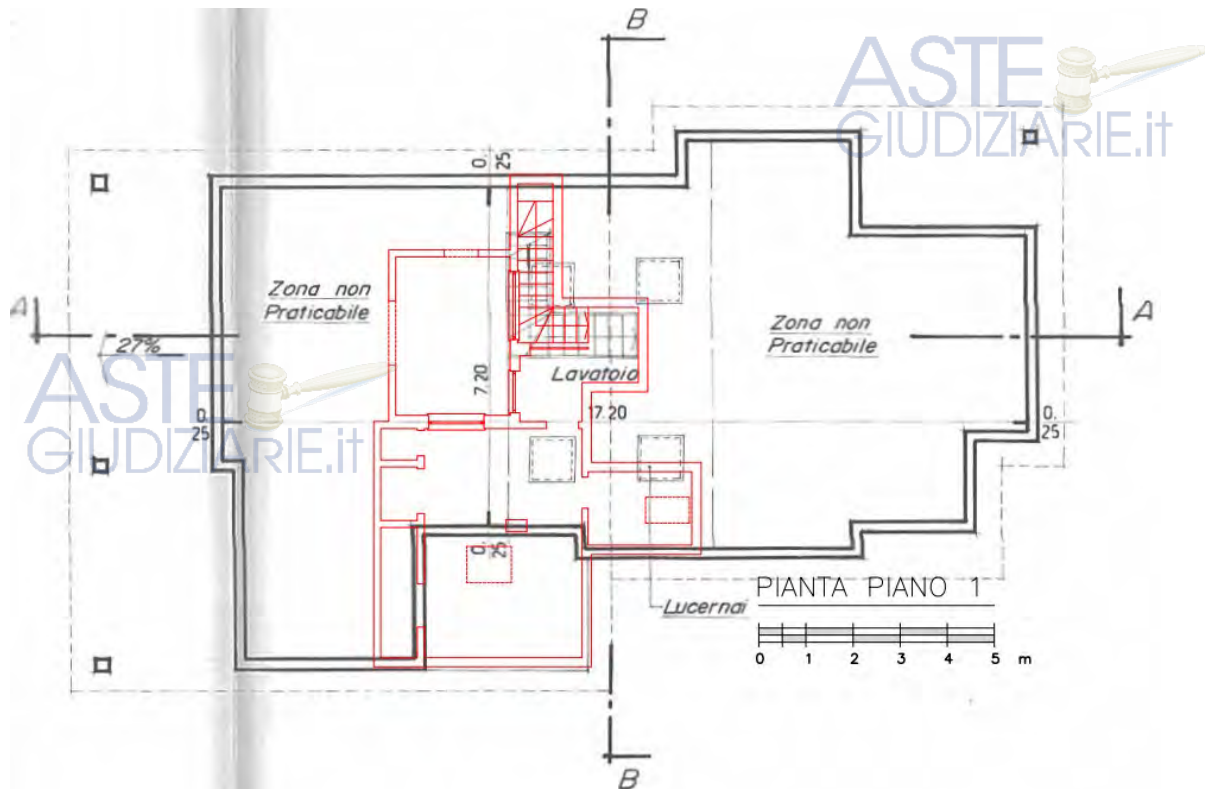 B
ASTE
GIUDIZIARIE.it
0.
25
Zona non
Praticabile
A
27%
Zona non
Praticabile
A
ASTE
GIUDIZIARIE.it
7.20
Lavatoio
17.20
0.
25
0.
25
0.
25
Lucernai
PIANTA PIANO 1
0 1 2 3 4 5 m
B